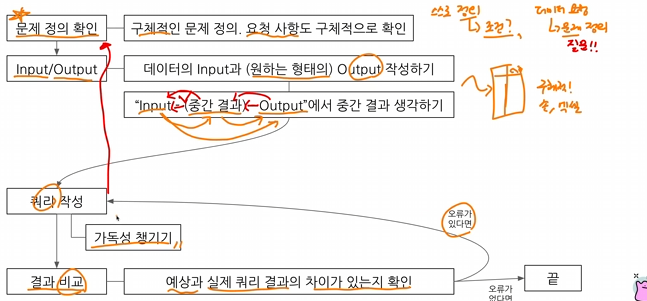 문제 정의 확인
구체적인 문제 정의. 요청 사항도 구체적으로 확인
스스로 정리
↳ 조건?
데이터 요청
↳ 문제 정리
질문!!
Input/Output
데이터의 Input과 (원하는 형태의) Output 작성하기
"Input - (중간 결과) - Output"에서 중간 결과 생각하기
손, 엑셀
쿼리 작성
가독성 챙기기
오류가
있다면
결과 비교
예상과 실제 쿼리 결과의 차이가 있는지 확인
끝
오류가
없다면